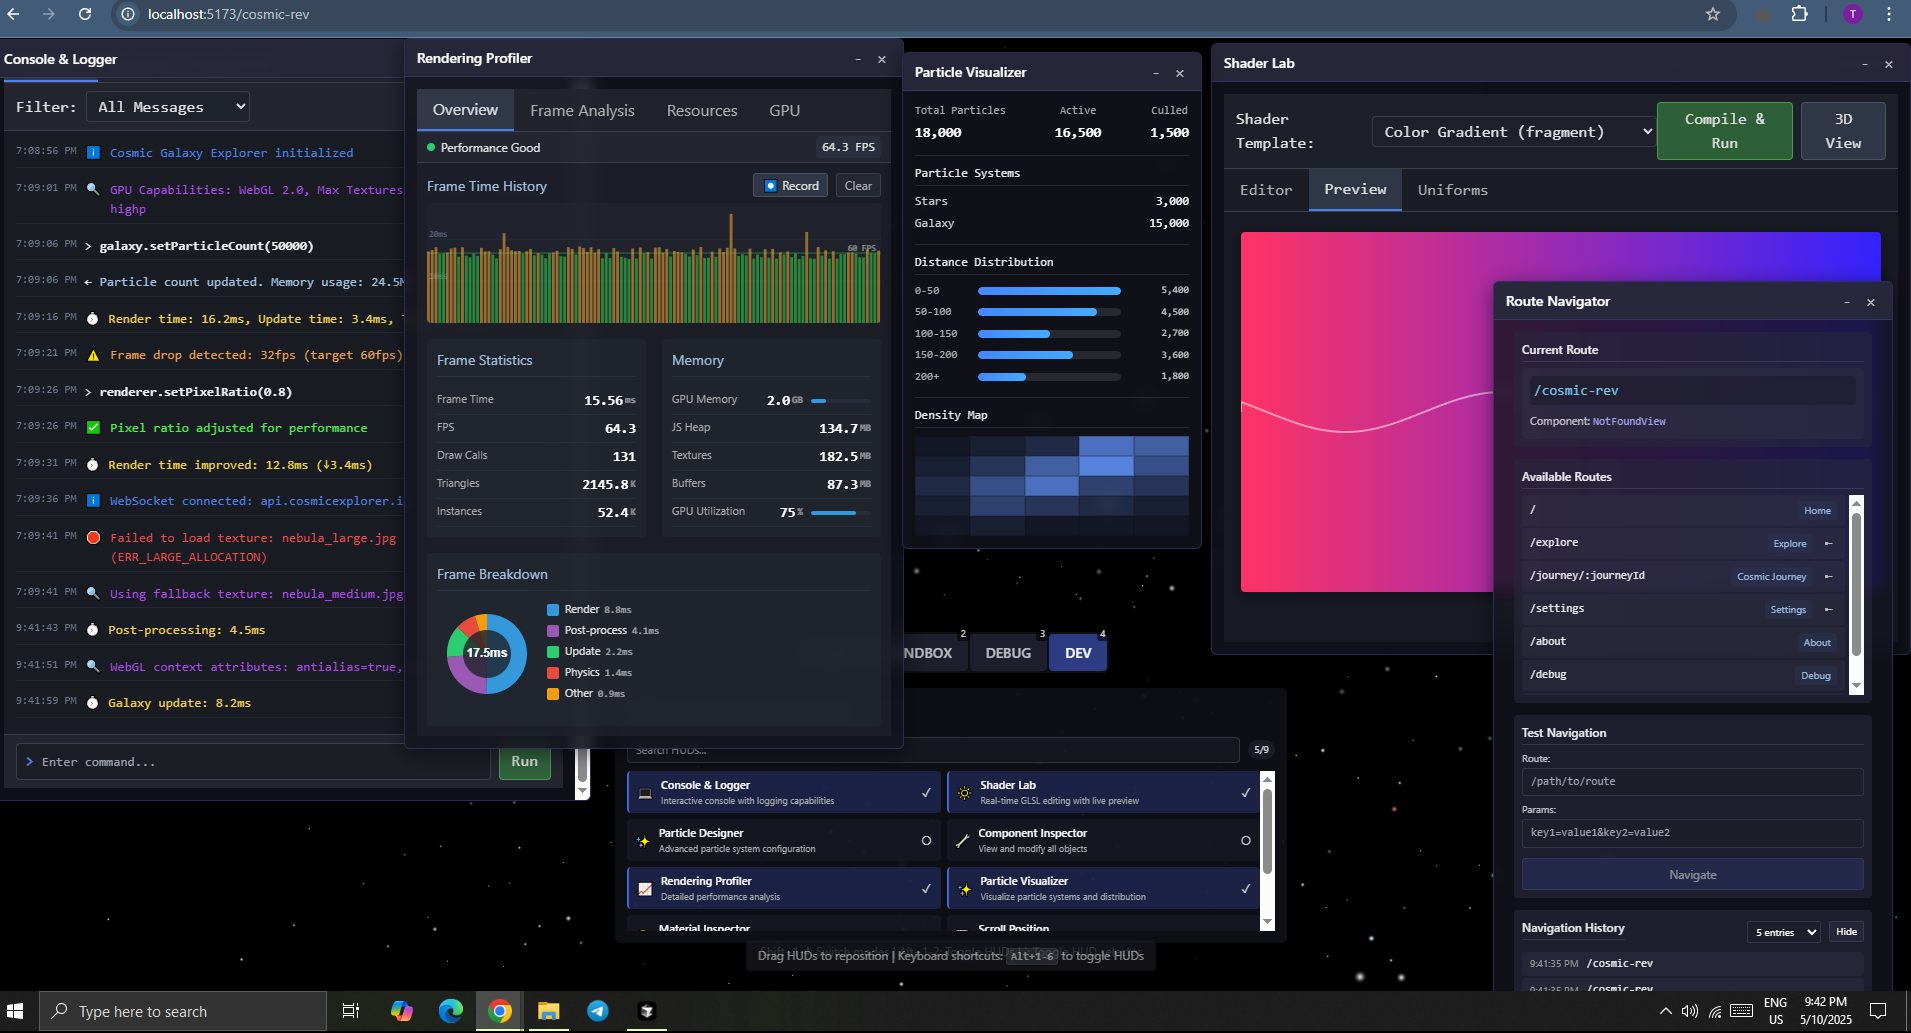 localhost:5173/cosmic-rev
T
Console & Logger
Filter:
All Messages
7:08:56 PM Cosmic Galaxy Explorer initialized
7:09:01 PM GPU Capabilities: WebGL 2.0, Max Textures
highp
7:09:06 PM > galaxy.setParticleCount(50000)
7:09:06 PM ← Particle count updated. Memory usage: 24.5
7:09:16 PM Render time: 16.2ms, Update time: 3.4ms,
7:09:21 PM Frame drop detected: 32fps (target 60fps)
7:09:26 PM > renderer.setPixelRatio(0.8)
7:09:26 PM Pixel ratio adjusted for performance
7:09:31 PM Render time improved: 12.8ms (↓3.4ms)
7:09:36 PM WebSocket connected: api.cosmicexplorer.i
7:09:41 PM Failed to load texture: nebula_large.jpg
(ERR_LARGE_ALLOCATION)
7:09:41 PM Using fallback texture: nebula_medium.jpg
9:41:43 PM Post-processing: 4.5ms
9:41:51 PM WebGL context attributes: antialias=true,
9:41:59 PM Galaxy update: 8.2ms
> Enter command...
Run
Rendering Profiler
Overview
Frame Analysis
Resources
GPU
Performance Good
64.3 FPS
Frame Time History
Record
Clear
20ms
60 FPS
10ms
Frame Statistics
Frame Time 15.56ms
FPS 64.3
Draw Calls 131
Triangles 2145.8K
Instances 52.4K
Memory
GPU Memory 2.0GB
JS Heap 134.7MB
Textures 182.5MB
Buffers 87.3MB
GPU Utilization 75%
Frame Breakdown
17.5ms
Render 8.8ms
Post-process 4.1ms
Update 2.2ms
Physics 1.4ms
Other 0.9ms
Particle Visualizer
Total Particles Active Culled
18,000 16,500 1,500
Particle Systems
Stars 3,000
Galaxy 15,000
Distance Distribution
0-50 5,400
50-100 4,500
100-150 2,700
150-200 3,600
200+ 1,800
Density Map
NDBOX 2
DEBUG 3
DEV 4
Search HUDs...
5/9
Console & Logger
Interactive console with logging capabilities
Shader Lab
Real-time GLSL editing with live preview
Particle Designer
Advanced particle system configuration
Component Inspector
View and modify all objects
Rendering Profiler
Detailed performance analysis
Particle Visualizer
Visualize particle systems and distribution
Material Inspector
Scroll Position
Drag HUDs to reposition | Keyboard shortcuts: Alt+1-6 to toggle HUDs
Shader Lab
Shader
Template:
Color Gradient (fragment)
Compile &
Run
3D
View
Editor
Preview
Uniforms
Route Navigator
Current Route
/cosmic-rev
Component: NotFoundView
Available Routes
/ Home
/explore Explore
/journey/:journeyId Cosmic Journey
/settings Settings
/about About
/debug Debug
Test Navigation
Route:
/path/to/route
Params:
key1=value1&key2=value2
Navigate
Navigation History
5 entries
Hide
9:41:35 PM /cosmic-rev
9:41:35 PM /cosmic-rev
Type here to search
ENG
US
9:42 PM
5/10/2025